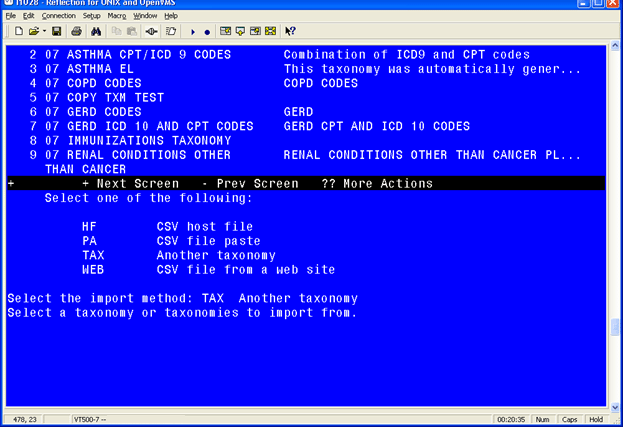 I1028 - Reflection for UNIX and OpenVMS
File Edit Connection Setup Macro Window Help
2 07 ASTHMA CPT/ICD 9 CODES Combination of ICD9 and CPT codes
3 07 ASTHMA EL This taxonomy was automatically gener...
4 07 COPD CODES COPD CODES
5 07 COPY TXM TEST
6 07 GERD CODES GERD
7 07 GERD ICD 10 AND CPT CODES GERD CPT AND ICD 10 CODES
8 07 IMMUNIZATIONS TAXONOMY
9 07 RENAL CONDITIONS OTHER RENAL CONDITIONS OTHER THAN CANCER PL...
THAN CANCER
+ + Next Screen - Prev Screen ?? More Actions
Select one of the following:
HF CSV host file
PA CSV file paste
TAX Another taxonomy
WEB CSV file from a web site
Select the import method: TAX Another taxonomy
Select a taxonomy or taxonomies to import from.
478, 23 VT500-7 -- 00:20:35 Num Caps Hold